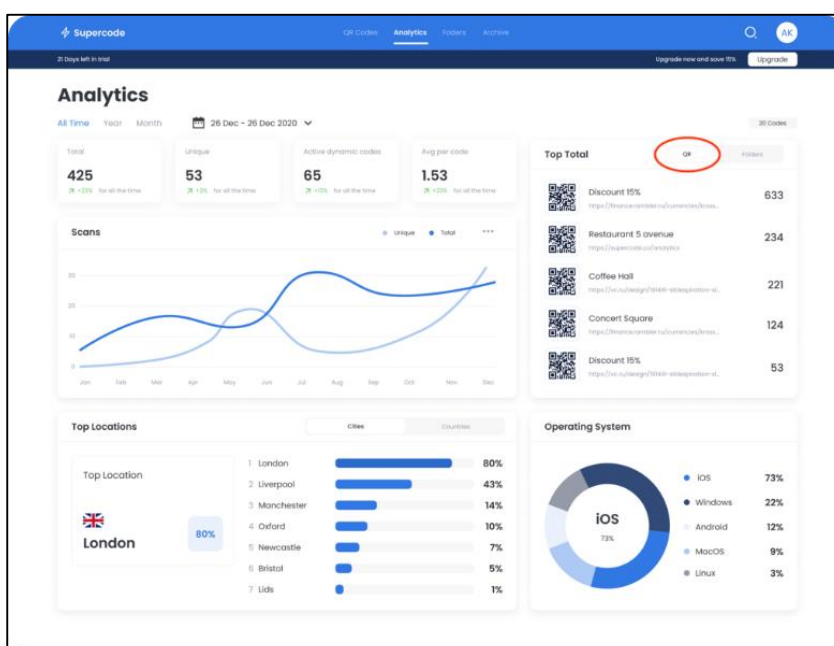 Supercode
QR Codes Analytics Foders Archive
AK
21 Days left in trial
Upgrade now and save 15% Upgrade
Analytics
All Time Year Month 26 Dec - 26 Dec 2020
20 Codes
Total
425
+23% for all the time
Unique
53
for all the time
Active dynamic codes
65
for all the time
Avg per code
1.53
for all the time
Top Total QR Folders
Discount 15% 633
Restaurant 5 avenue 234
https://supercode.co/analytics
Coffee Hall 221
Concert Square 124
Discount 15% 53
Scans Unique Total
30
20
10
0
Jan Feb Mar Apr May Jun Jul Aug Sep Oct Nov Dec
Top Locations Cities Countries
Top Location
London
80%
1 London 80%
2 Liverpool 43%
3 Manchester 14%
4 Oxford 10%
5 Newcastle 7%
6 Bristol 5%
7 Lids 1%
Operating System
iOS
73%
iOS 73%
Windows 22%
Android 12%
MacOS 9%
Linux 3%